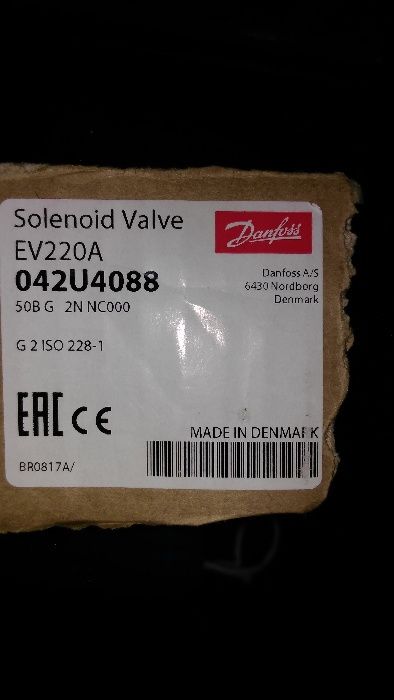 Solenoid Valve
EV220A
042U4088
50B G 2N NC000
G 2 ISO 228-1
Danfoss
Danfoss A/S
6430 Nordborg
Denmark
EAC CE
MADE IN DENMARK
BR0817A/